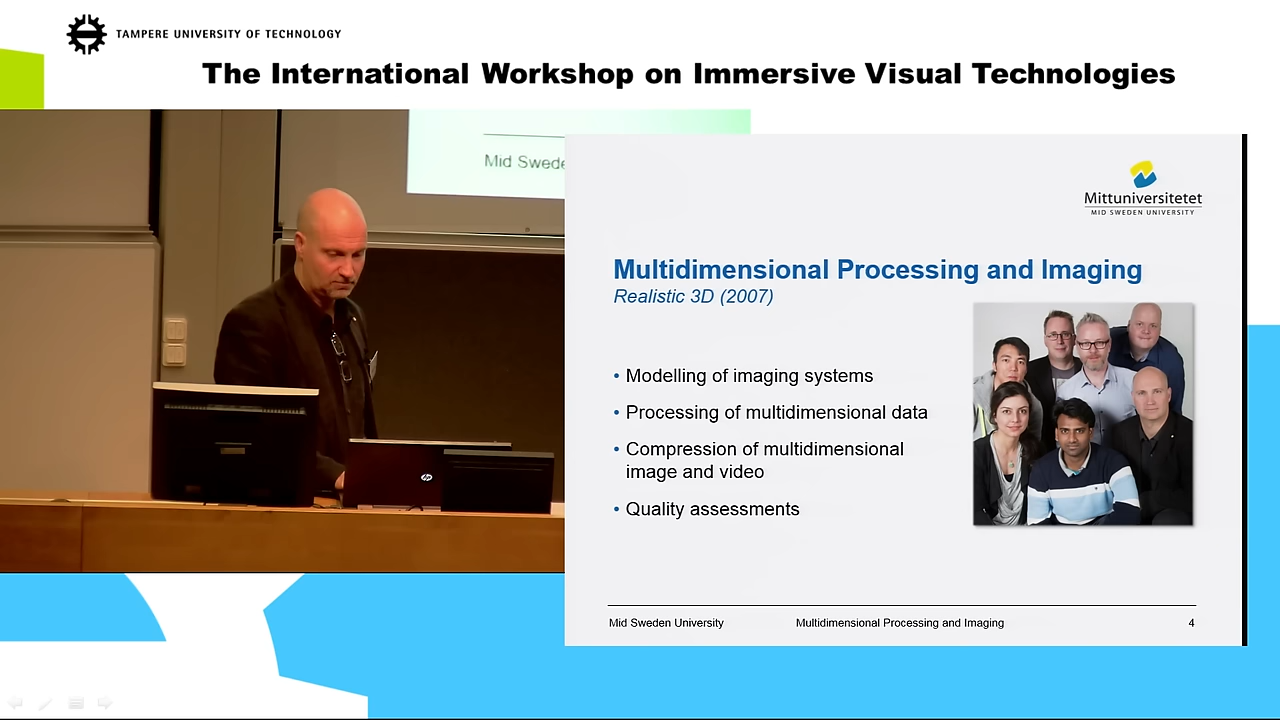 TAMPERE UNIVERSITY OF TECHNOLOGY
The International Workshop on Immersive Visual Technologies
Mid Swede
Mittuniversitetet
MID SWEDEN UNIVERSITY
Multidimensional Processing and Imaging
Realistic 3D (2007)
• Modelling of imaging systems
• Processing of multidimensional data
• Compression of multidimensional
image and video
• Quality assessments
hp
Mid Sweden University
Multidimensional Processing and Imaging
4